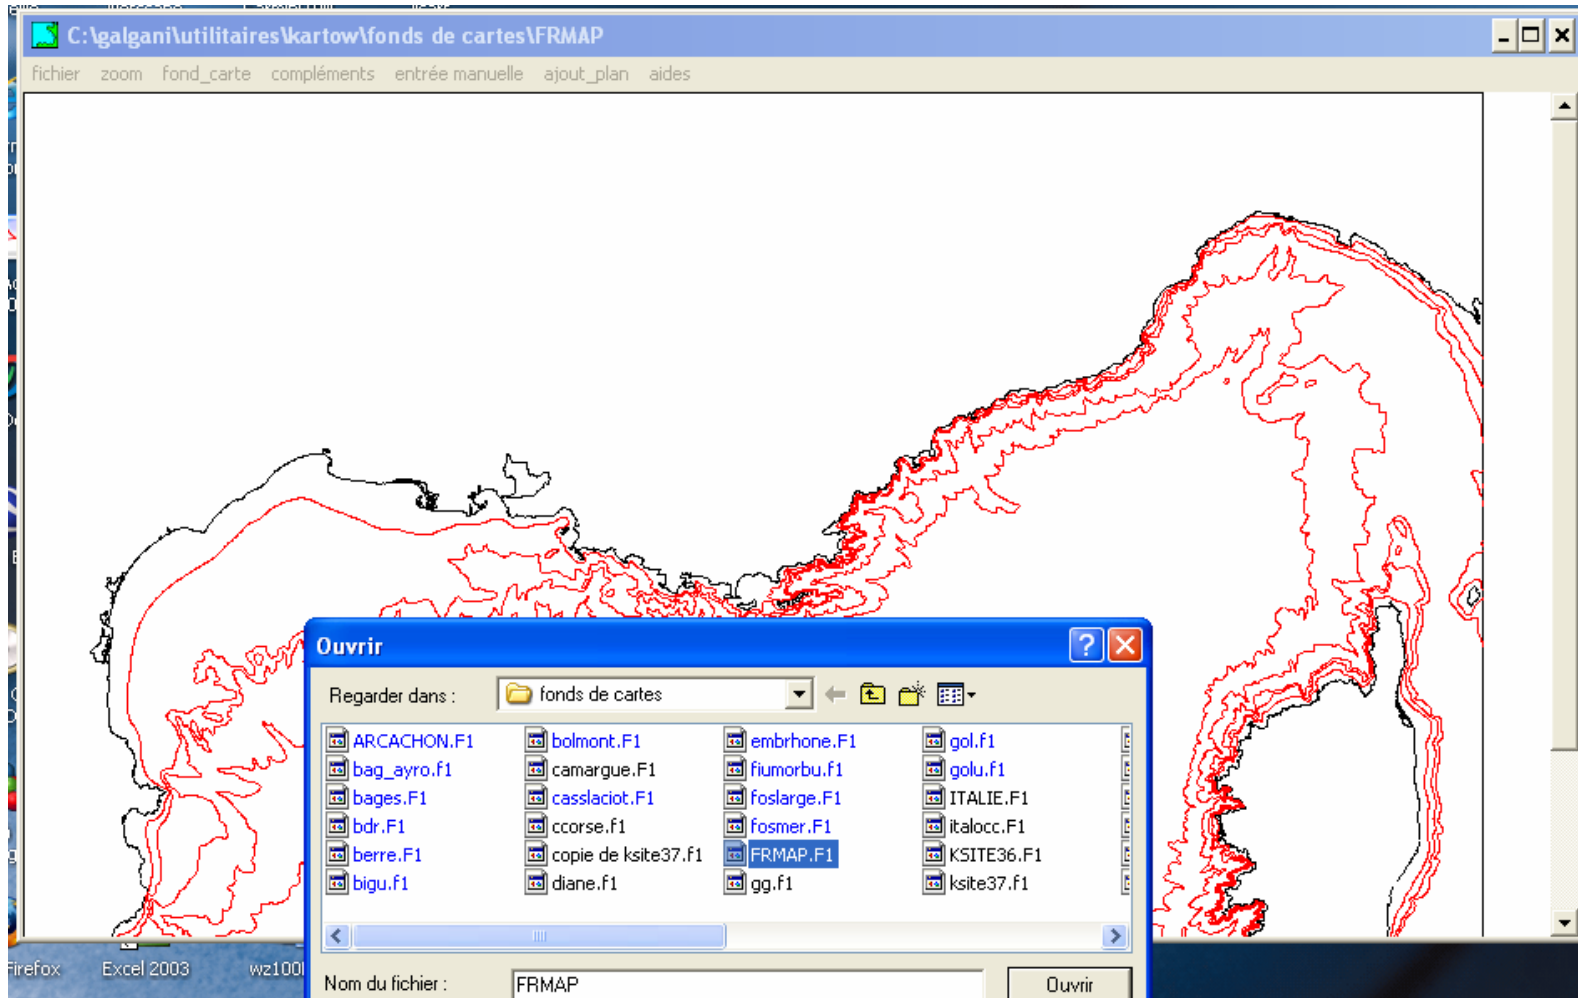 C:\galgani\utilitaires\kartow\fonds de cartes\FRMAP
fichier zoom fond_carte compléments entrée manuelle ajout_plan aides
Ouvrir
Regarder dans : fonds de cartes
ARCACHON.F1 bolmont.F1 embrhone.F1 gol.f1
bag_ayro.f1 camargue.F1 fiumorbu.f1 golu.f1
bages.F1 casslaciot.F1 foslarge.F1 ITALIE.F1
bdr.F1 ccorse.f1 fosmer.F1 italocc.F1
berre.F1 copie de ksite37.f1 FRMAP.F1 KSITE36.F1
bigu.f1 diane.f1 gg.f1 ksite37.f1
Firefox Excel 2003 wz100
Nom du fichier : FRMAP Ouvrir